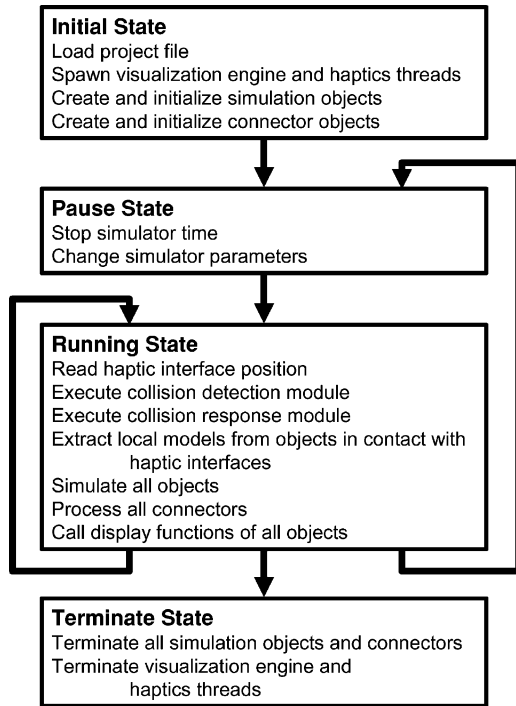 Initial State
Load project file
Spawn visualization engine and haptics threads
Create and initialize simulation objects
Create and initialize connector objects
Pause State
Stop simulator time
Change simulator parameters
Running State
Read haptic interface position
Execute collision detection module
Execute collision response module
Extract local models from objects in contact with
haptic interfaces
Simulate all objects
Process all connectors
Call display functions of all objects
Terminate State
Terminate all simulation objects and connectors
Terminate visualization engine and
haptics threads